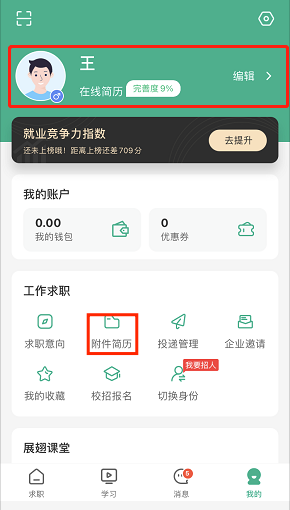 王
在线简历 完善度 9% 编辑
就业竞争力指数
还未上榜哦！距离上榜还差709分 去提升
我的账户
0.00 0
我的钱包 优惠券
工作求职
求职意向 附件简历 投递管理 企业邀请
我要招人
我的收藏 校招报名 切换身份
展翅课堂
5
求职 学习 消息 我的